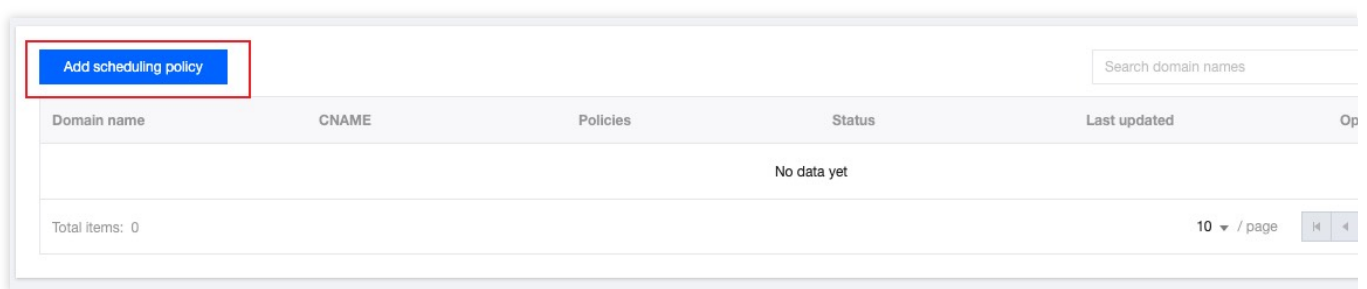 Add scheduling policy
Search domain names
Domain name CNAME Policies Status Last updated Op
No data yet
Total items: 0 10 / page